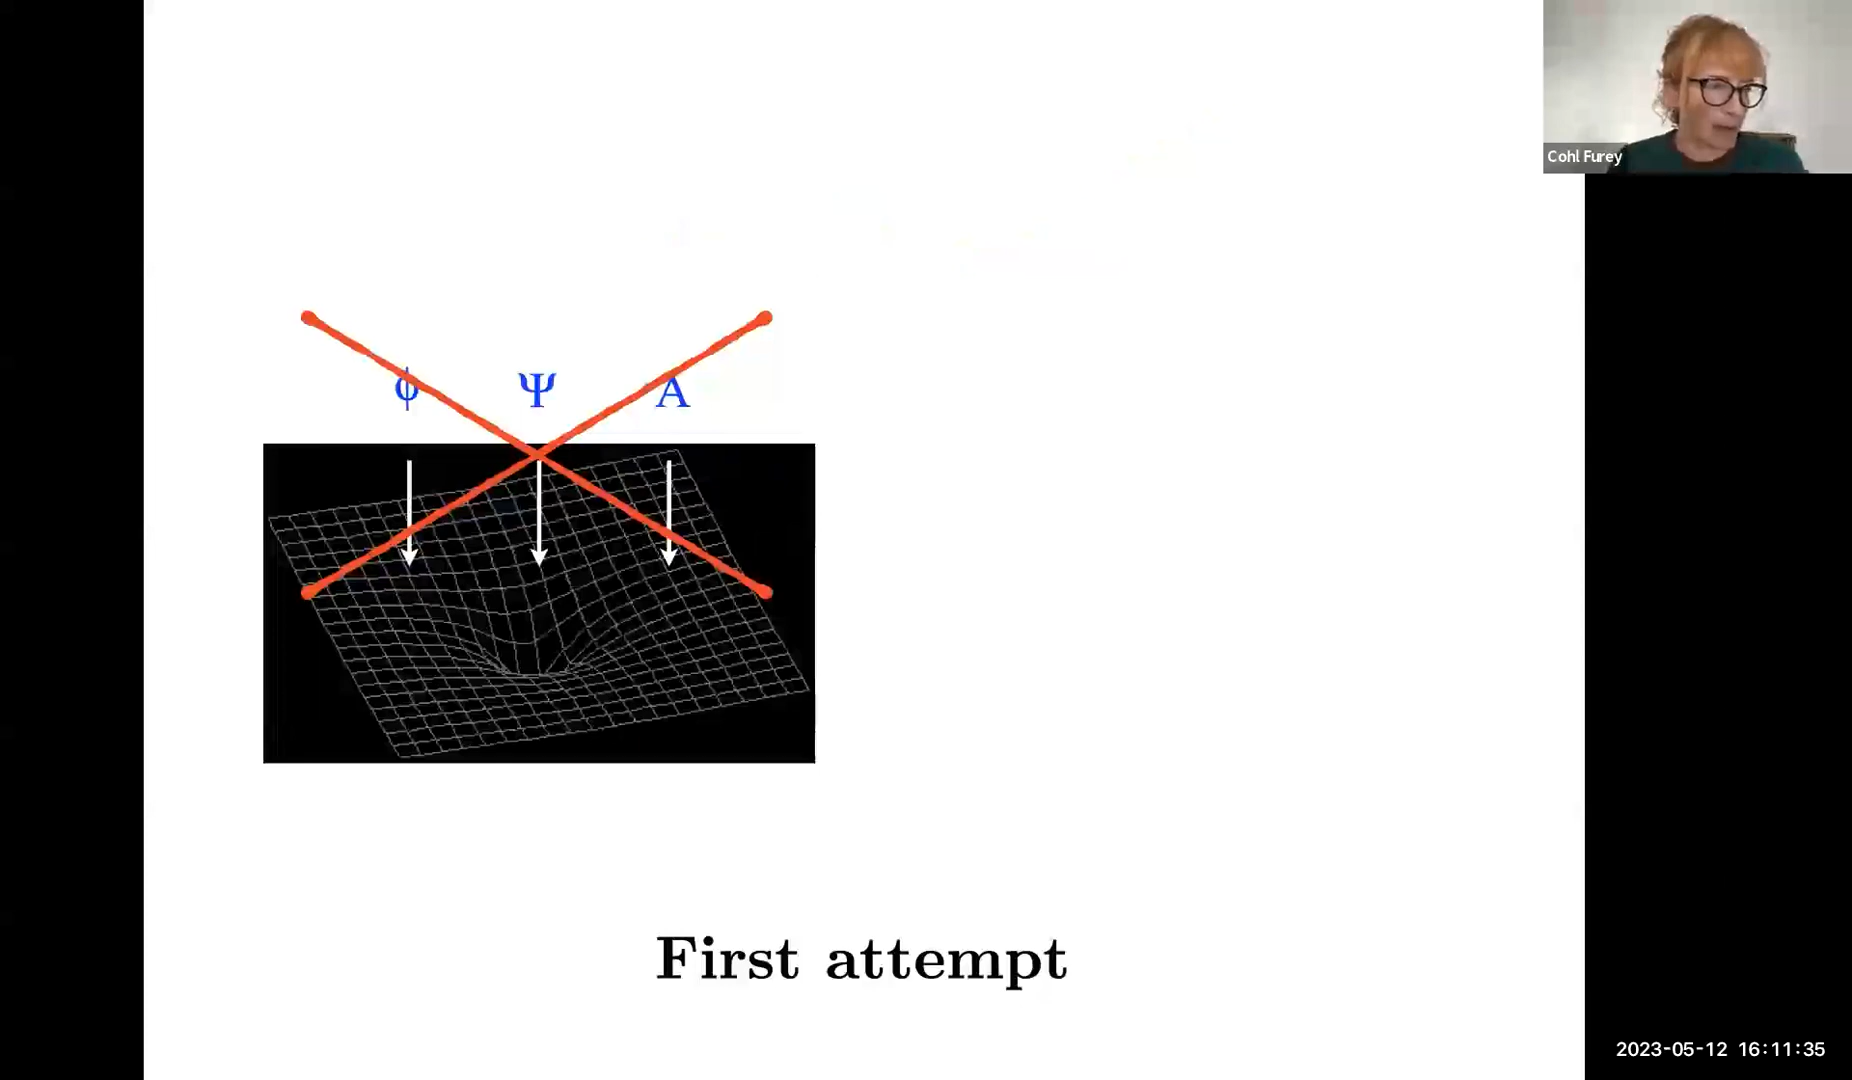 Cohl Furey
ϕ Ψ A
First attempt
2023-05-12 16:11:35